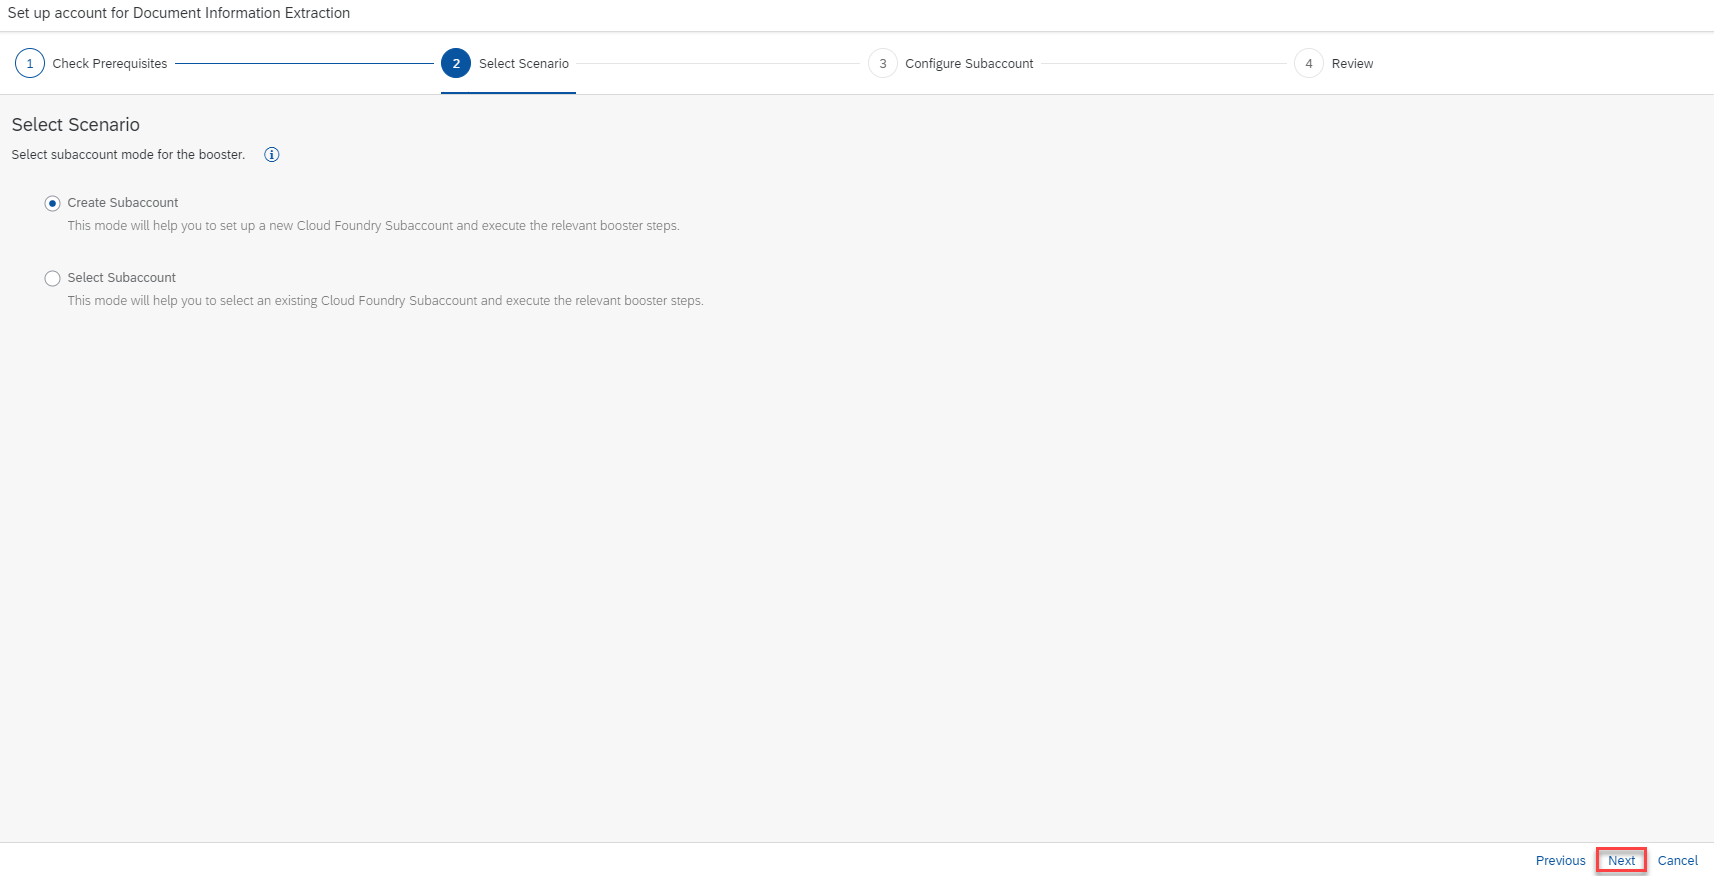 Set up account for Document Information Extraction
1 Check Prerequisites 2 Select Scenario 3 Configure Subaccount 4 Review
Select Scenario
Select subaccount mode for the booster.
Create Subaccount
This mode will help you to set up a new Cloud Foundry Subaccount and execute the relevant booster steps.
Select Subaccount
This mode will help you to select an existing Cloud Foundry Subaccount and execute the relevant booster steps.
Previous Next Cancel